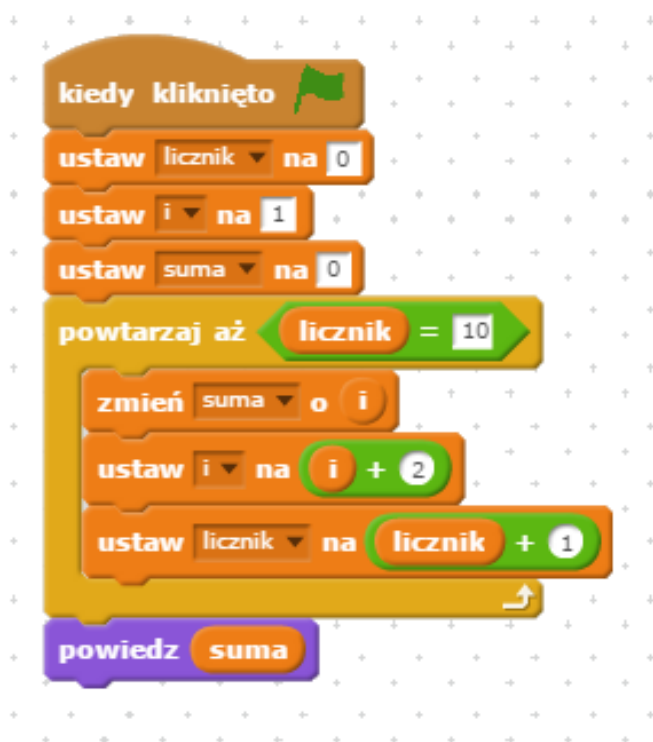 kiedy kliknięto
ustaw licznik na 0
ustaw i na 1
ustaw suma na 0
powtarzaj aż licznik = 10
zmień suma o i
ustaw i na i + 2
ustaw licznik na licznik + 1
powiedz suma